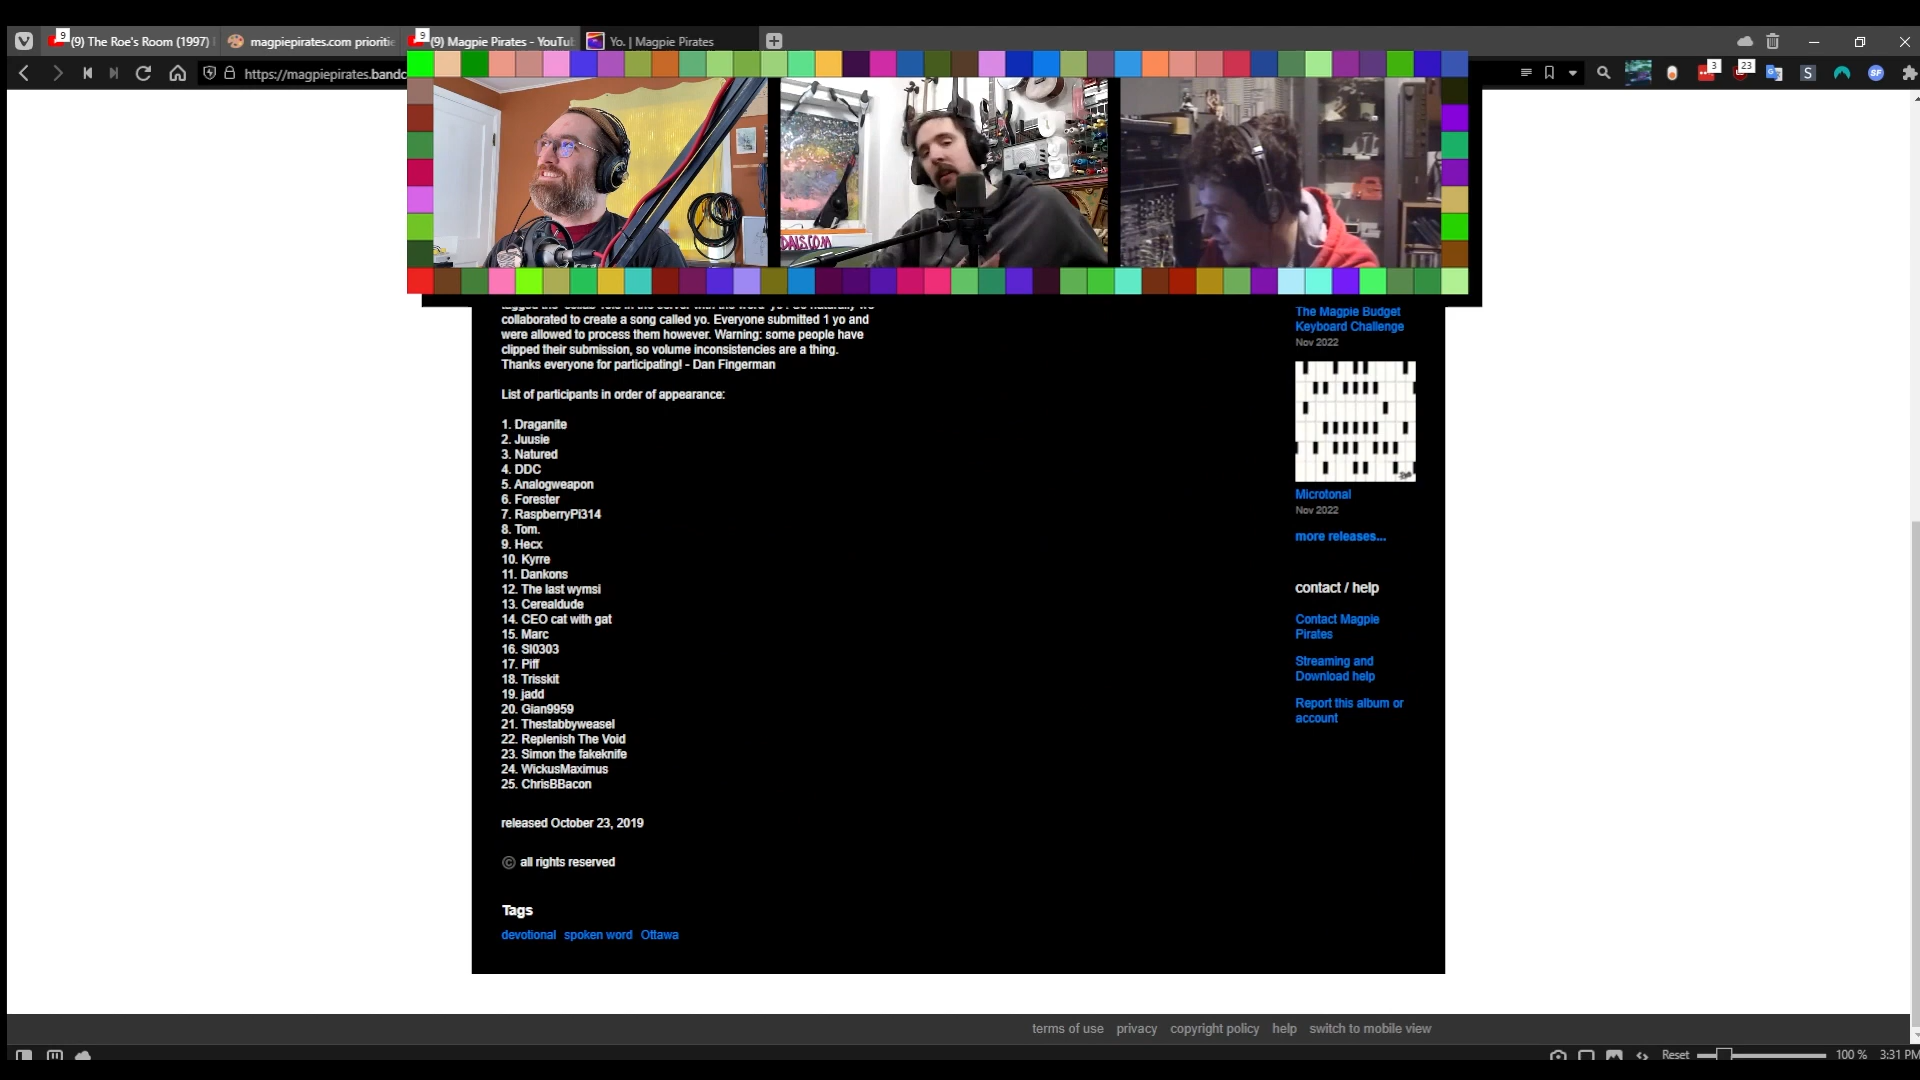 9
(9) The Roe's Room (1997)
magpiepirates.com prioriti
9
(9) Magpie Pirates - YouTu
Yo. | Magpie Pirates
https://magpiepirates.bandc
3
23
S
SF
DALS.COM
collaborated to create a song called yo. Everyone submitted 1 yo and
were allowed to process them however. Warning: some people have
clipped their submission, so volume inconsistencies are a thing.
Thanks everyone for participating! - Dan Fingerman
List of participants in order of appearance:
1. Draganite
2. Juusie
3. Natured
4. DDC
5. Analogweapon
6. Forester
7. RaspberryPi314
8. Tom.
9. Hecx
10. Kyrre
11. Dankons
12. The last wymsi
13. Cerealdude
14. CEO cat with gat
15. Marc
16. Sl0303
17. Piff
18. Trisskit
19. jadd
20. Gian9959
21. Thestabbyweasel
22. Replenish The Void
23. Simon the fakeknife
24. WickusMaximus
25. ChrisBBacon
released October 23, 2019
© all rights reserved
Tags
devotional spoken word Ottawa
The Magpie Budget
Keyboard Challenge
Nov 2022
Microtonal
Nov 2022
more releases...
contact / help
Contact Magpie
Pirates
Streaming and
Download help
Report this album or
account
terms of use privacy copyright policy help switch to mobile view
Reset 100 % 3:31 PM